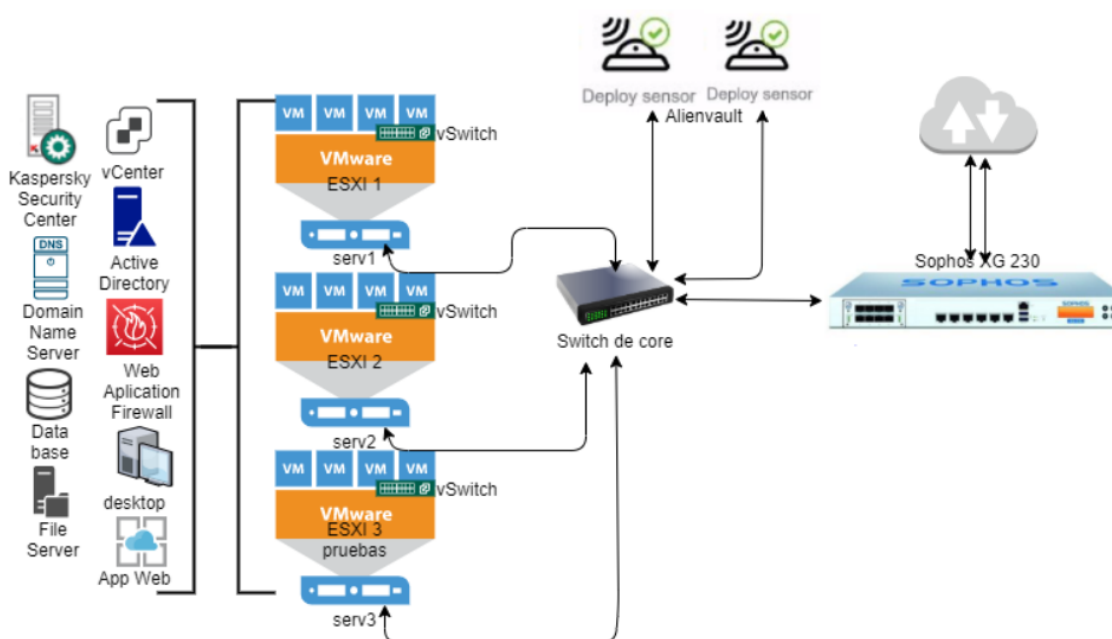 Deploy sensor
Deploy sensor
Alienvault
Kaspersky
Security
Center
vCenter
DNS
Domain
Name
Server
Active
Directory
Web
Aplication
Firewall
Data
base
desktop
File
Server
App Web
VM VM VM VM
vSwitch
VMware
ESXI 1
serv1
VM VM VM VM
vSwitch
VMware
ESXI 2
serv2
VM VM VM VM
vSwitch
VMware
ESXI 3
pruebas
serv3
Switch de core
Sophos XG 230
SOPHOS
SOPHOS